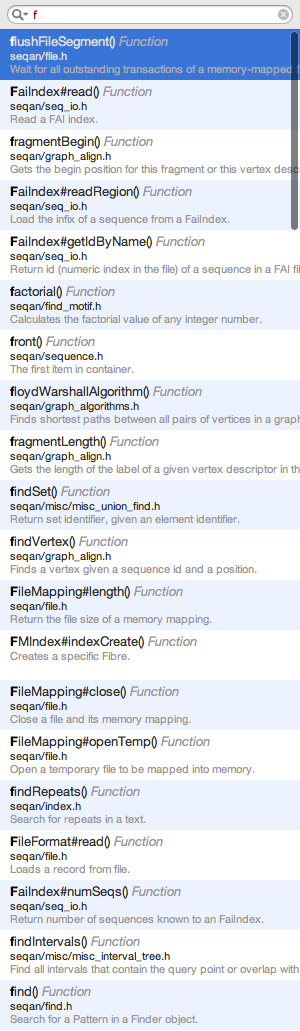 f
flushFileSegment() Function
seqan/file.h
Wait for all outstanding transactions of a memory-mapped f
FaiIndex#read() Function
seqan/seq_io.h
Read a FAI index.
fragmentBegin() Function
seqan/graph_align.h
Gets the begin position for this fragment or this vertex desc
FaiIndex#readRegion() Function
seqan/seq_io.h
Load the infix of a sequence from a FaiIndex.
FaiIndex#getIdByName() Function
seqan/seq_io.h
Return id (numeric index in the file) of a sequence in a FAI fil
factorial() Function
seqan/find_motif.h
Calculates the factorial value of any integer number.
front() Function
seqan/sequence.h
The first item in container.
floydWarshallAlgorithm() Function
seqan/graph_algorithms.h
Finds shortest paths between all pairs of vertices in a graph
fragmentLength() Function
seqan/graph_align.h
Gets the length of the label of a given vertex descriptor in th
findSet() Function
seqan/misc/misc_union_find.h
Return set identifier, given an element identifier.
findVertex() Function
seqan/graph_align.h
Finds a vertex given a sequence id and a position.
FileMapping#length() Function
seqan/file.h
Return the file size of a memory mapping.
FMIndex#indexCreate() Function
Creates a specific Fibre.
FileMapping#close() Function
seqan/file.h
Close a file and its memory mapping.
FileMapping#openTemp() Function
seqan/file.h
Open a temporary file to be mapped into memory.
findRepeats() Function
seqan/index.h
Search for repeats in a text.
FileFormat#read() Function
seqan/file.h
Loads a record from file.
FaiIndex#numSeqs() Function
seqan/seq_io.h
Return number of sequences known to an FaiIndex.
findIntervals() Function
seqan/misc/misc_interval_tree.h
Find all intervals that contain the query point or overlap with
find() Function
seqan/find.h
Search for a Pattern in a Finder object.